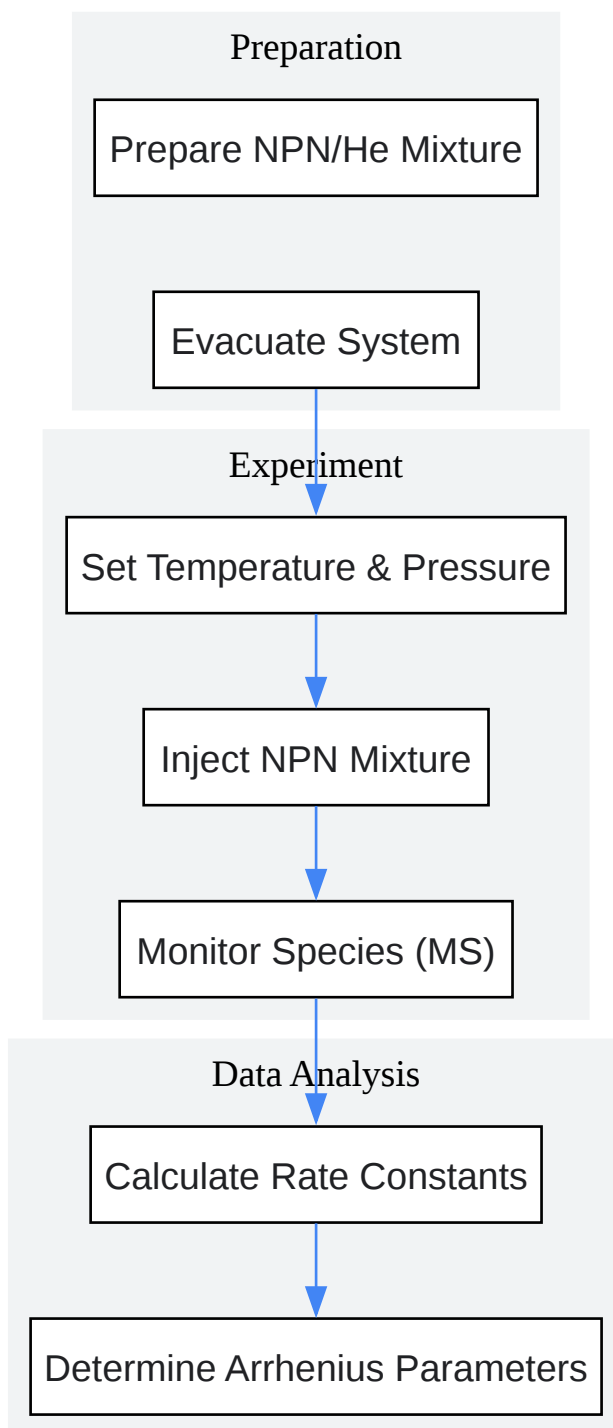 Preparation
Prepare NPN/He Mixture
Evacuate System
Experiment
Set Temperature & Pressure
Inject NPN Mixture
Monitor Species (MS)
Data Analysis
Calculate Rate Constants
Determine Arrhenius Parameters